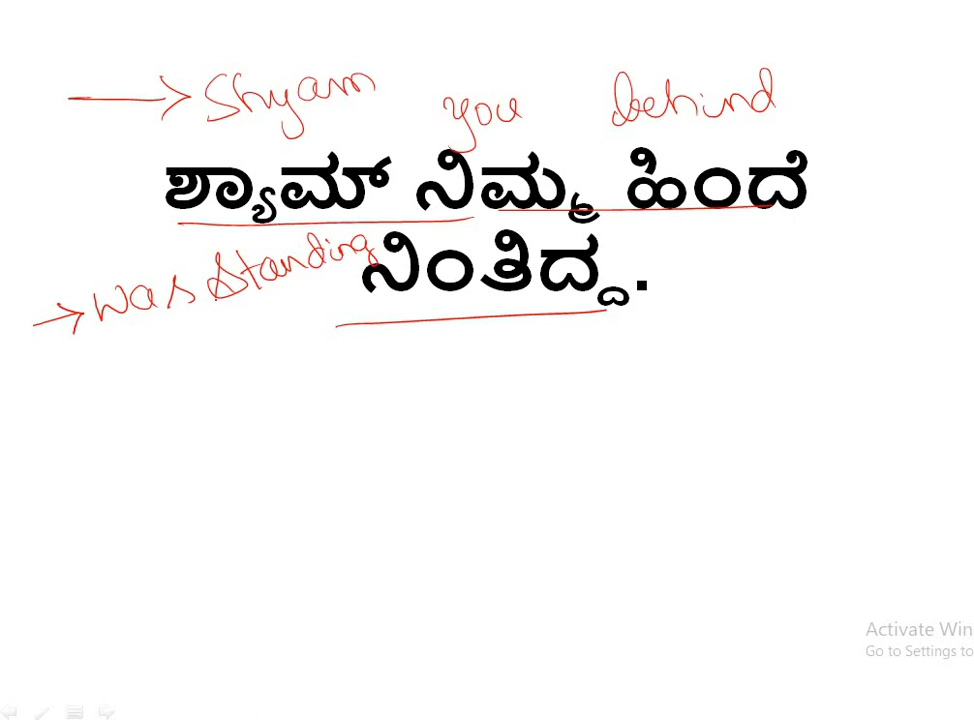 Shyam you behind
ಶ್ಯಾಮ್ ನಿಮ್ಮ ಹಿಂದೆ
was standing
ನಿಂತಿದ್ದ.
Activate Win
Go to Settings to